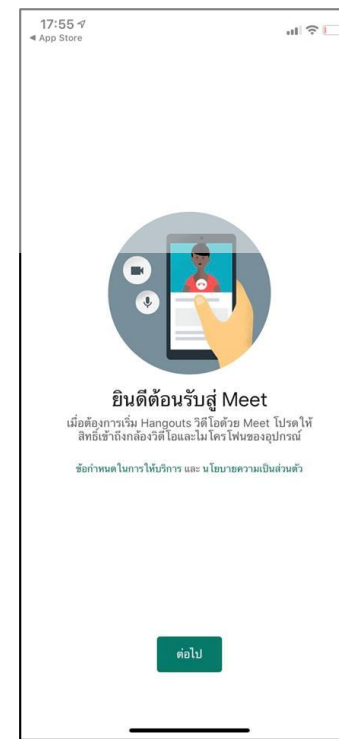 17:55
◀ App Store
ยินดีต้อนรับสู่ Meet
เมื่อต้องการเริ่ม Hangouts วิดีโอด้วย Meet โปรดให้
สิทธิ์เข้าถึงกล้องวิดีโอและไมโครโฟนของอุปกรณ์
ข้อกำหนดในการให้บริการ และ นโยบายความเป็นส่วนตัว
ต่อไป